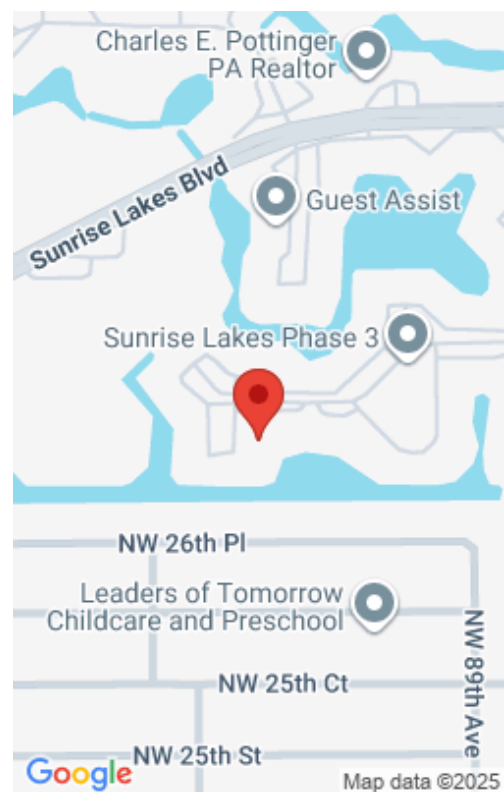 Charles E. Pottinger
PA Realtor
Sunrise Lakes Blvd
Guest Assist
Sunrise Lakes Phase 3
NW 26th Pl
Leaders of Tomorrow
Childcare and Preschool
NW 89th Ave
NW 25th Ct
NW 25th St
Google
Map data ©2025